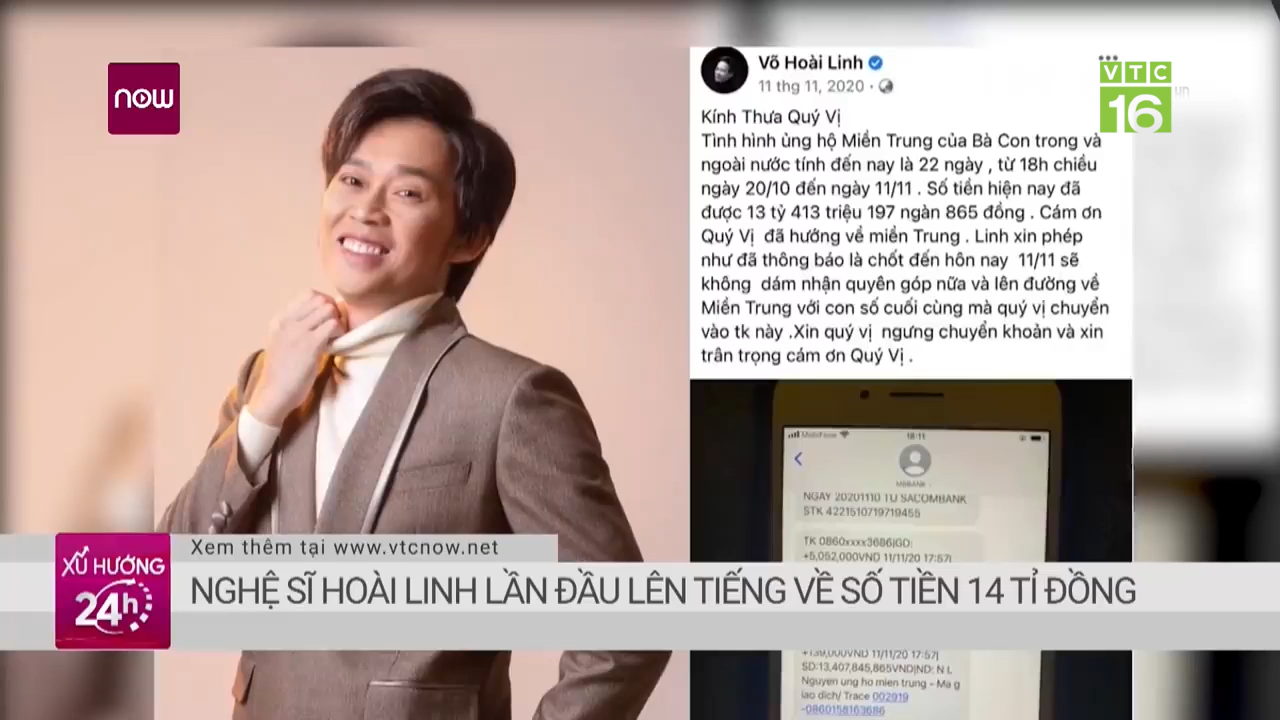 now
Võ Hoài Linh
11 thg 11, 2020
VTC
16
Kính Thưa Quý Vị
Tình hình ủng hộ Miền Trung của Bà Con trong và
ngoài nước tính đến nay là 22 ngày , từ 18h chiều
ngày 20/10 đến ngày 11/11 . Số tiền hiện nay đã
được 13 tỷ 413 triệu 197 ngàn 865 đồng . Cám ơn
Quý Vị đã hướng về miền Trung . Linh xin phép
như đã thông báo là chốt đến hôn nay 11/11 sẽ
không dám nhận quyên góp nữa và lên đường về
Miền Trung với con số cuối cùng mà quý vị chuyển
vào tk này .Xin quý vị ngưng chuyển khoản và xin
trân trọng cám ơn Quý Vị .
MobiFone
18:11
MBBANK
NGAY 20201110 TU SACOMBANK
STK 4221510719719455
TK 0860xxxx3686|GD:
+5,052,000VND 11/11/20 17:57|
Xem thêm tại www.vtcnow.net
XU HƯỚNG
24h
NGHỆ SĨ HOÀI LINH LẦN ĐẦU LÊN TIẾNG VỀ SỐ TIỀN 14 TỈ ĐỒNG
+139,000VND 11/11/20 17:57|
SD:13,407,845,865VND|ND: N L
Nguyen ung ho mien trung - Ma g
iao dich/ Trace 002919
-0860158163686